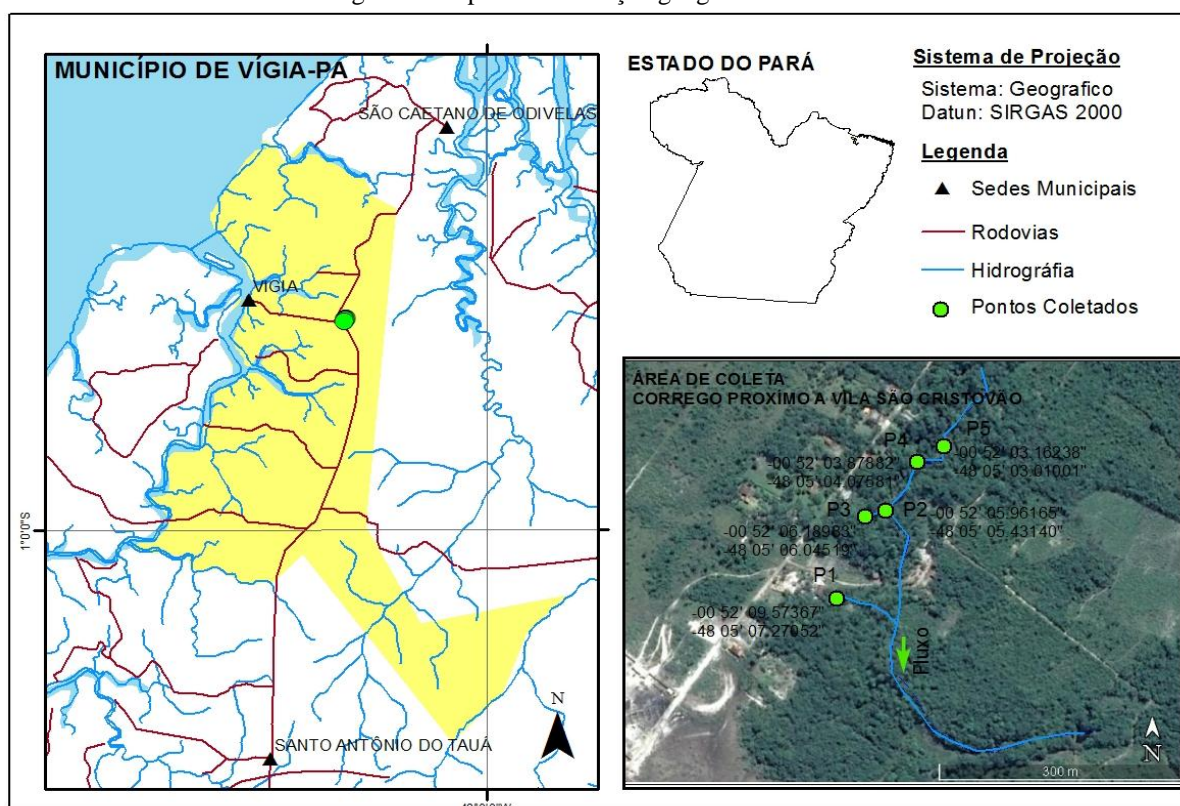 MUNICÍPIO DE VÍGIA-PA
SÃO CAETANO DE ODIVELAS
VIGIA
1°0'0"S
SANTO ANTÔNIO DO TAUÁ
N
ESTADO DO PARÁ
Sistema de Projeção
Sistema: Geografico
Datun: SIRGAS 2000
Legenda
Sedes Municipais
Rodovias
Hidrográfia
Pontos Coletados
ÁREA DE COLETA
CORREGO PROXÍMO A VILA SÃO CRISTOVÃO
P5
-00 52' 03.16238"
-48 05' 03.61001"
P4
-00 52' 03.87882"
-48 05' 04.07681"
P3
-00 52' 06.18983"
-48 05' 06.04519"
P2
-00 52' 05.96165"
-48 05' 05.43140"
P1
-00 52' 09.57367"
-48 05' 07.27052"
Fluxo
N
300 m